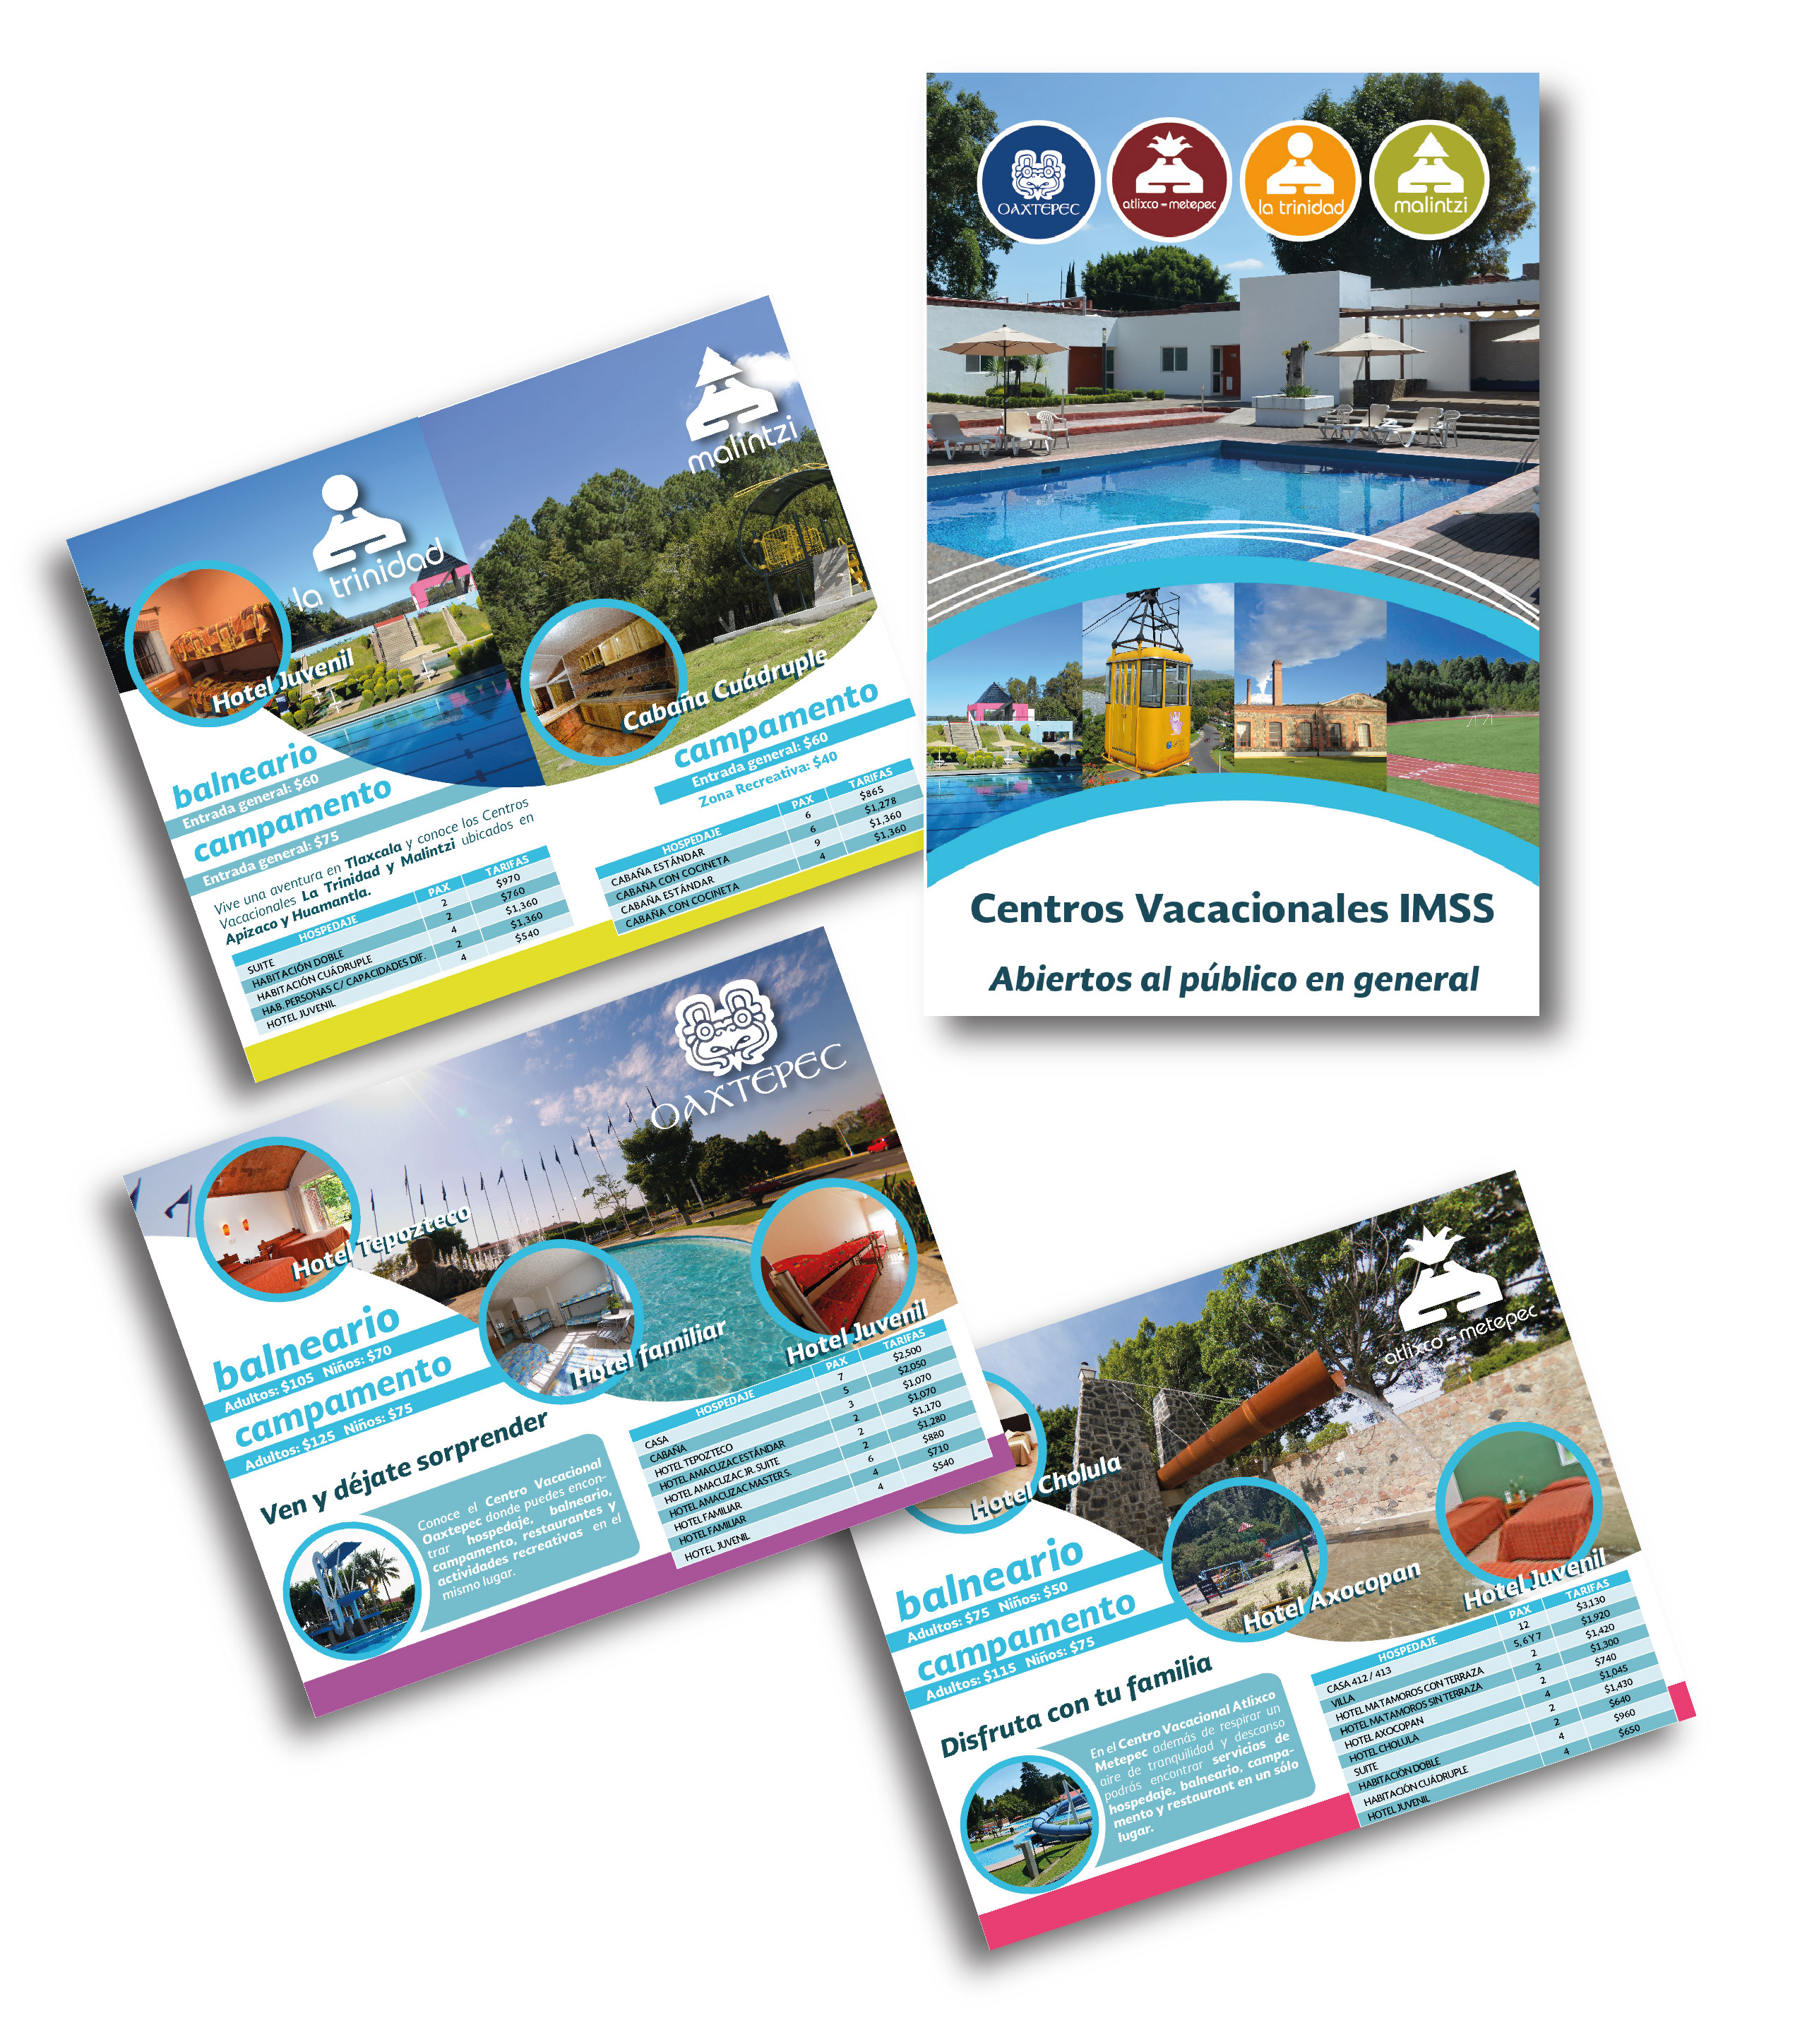 OAXTEPEC
atlixco - metepec
la trinidad
malintzi
Centros Vacacionales IMSS
Abiertos al público en general
la trinidad
malintzi
Hotel Juvenil
Cabaña Cuádruple
balneario
Entrada general: $60
campamento
Entrada general: $75
Vive una aventura en Tlaxcala y conoce los Centros
Vacacionales La Trinidad y Malintzi ubicados en
Apizaco y Huamantla.
HOSPEDAJE PAX TARIFAS
SUITE 2 $970
HABITACIÓN DOBLE 2 $760
HABITACIÓN CUÁDRUPLE 4 $1,360
HAB. PERSONAS C/ CAPACIDADES DIF. 2 $1,360
HOTEL JUVENIL 4 $540
campamento
Entrada general: $60
Zona Recreativa: $40
HOSPEDAJE PAX TARIFAS
CABAÑA ESTÁNDAR 6 $865
CABAÑA CON COCINETA 6 $1,278
CABAÑA ESTÁNDAR 9 $1,360
CABAÑA CON COCINETA 4 $1,360
OAXTEPEC
Hotel Tepozteco
Hotel familiar
Hotel Juvenil
balneario
Adultos: $105 Niños: $70
campamento
Adultos: $125 Niños: $75
Ven y déjate sorprender
Conoce el Centro Vacacional
Oaxtepec donde puedes encon-
trar hospedaje, balneario,
campamento, restaurantes y
actividades recreativas en el
mismo lugar.
HOSPEDAJE PAX TARIFAS
CASA 7 $2,500
CABAÑA 5 $2,050
HOTEL TEPOZTECO 3 $1,070
HOTEL AMACUZAC ESTÁNDAR 2 $1,070
HOTEL AMACUZAC JR. SUITE 2 $1,170
HOTEL AMACUZAC MASTER S. 2 $1,280
HOTEL FAMILIAR 6 $880
HOTEL FAMILIAR 4 $710
HOTEL JUVENIL 4 $540
atlixco - metepec
Hotel Cholula
Hotel Axocopan
Hotel Juvenil
balneario
Adultos: $75 Niños: $50
campamento
Adultos: $115 Niños: $75
Disfruta con tu familia
En el Centro Vacacional Atlixco
Metepec además de respirar un
aire de tranquilidad y descanso
podrás encontrar servicios de
hospedaje, balneario, campa-
mento y restaurant en un sólo
lugar.
HOSPEDAJE PAX TARIFAS
CASA 412 / 413 12 $3,130
VILLA 5, 6 Y 7 $1,920
HOTEL MATAMOROS CON TERRAZA 2 $1,420
HOTEL MATAMOROS SIN TERRAZA 2 $1,300
HOTEL AXOCOPAN 2 $740
HOTEL CHOLULA 4 $1,045
SUITE 2 $1,430
HABITACIÓN DOBLE 2 $640
HABITACIÓN CUÁDRUPLE 4 $960
HOTEL JUVENIL 4 $650